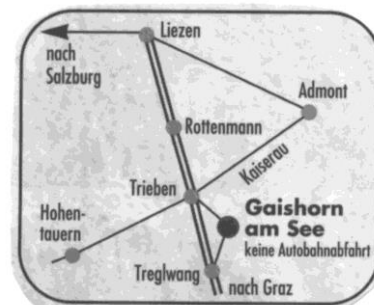 Liezen
nach
Salzburg
Admont
Rottenmann
Kaiserau
Trieben
Gaishorn
am See
keine Autobahnabfahrt
Hohen-
tauern
Treglwang
nach Graz